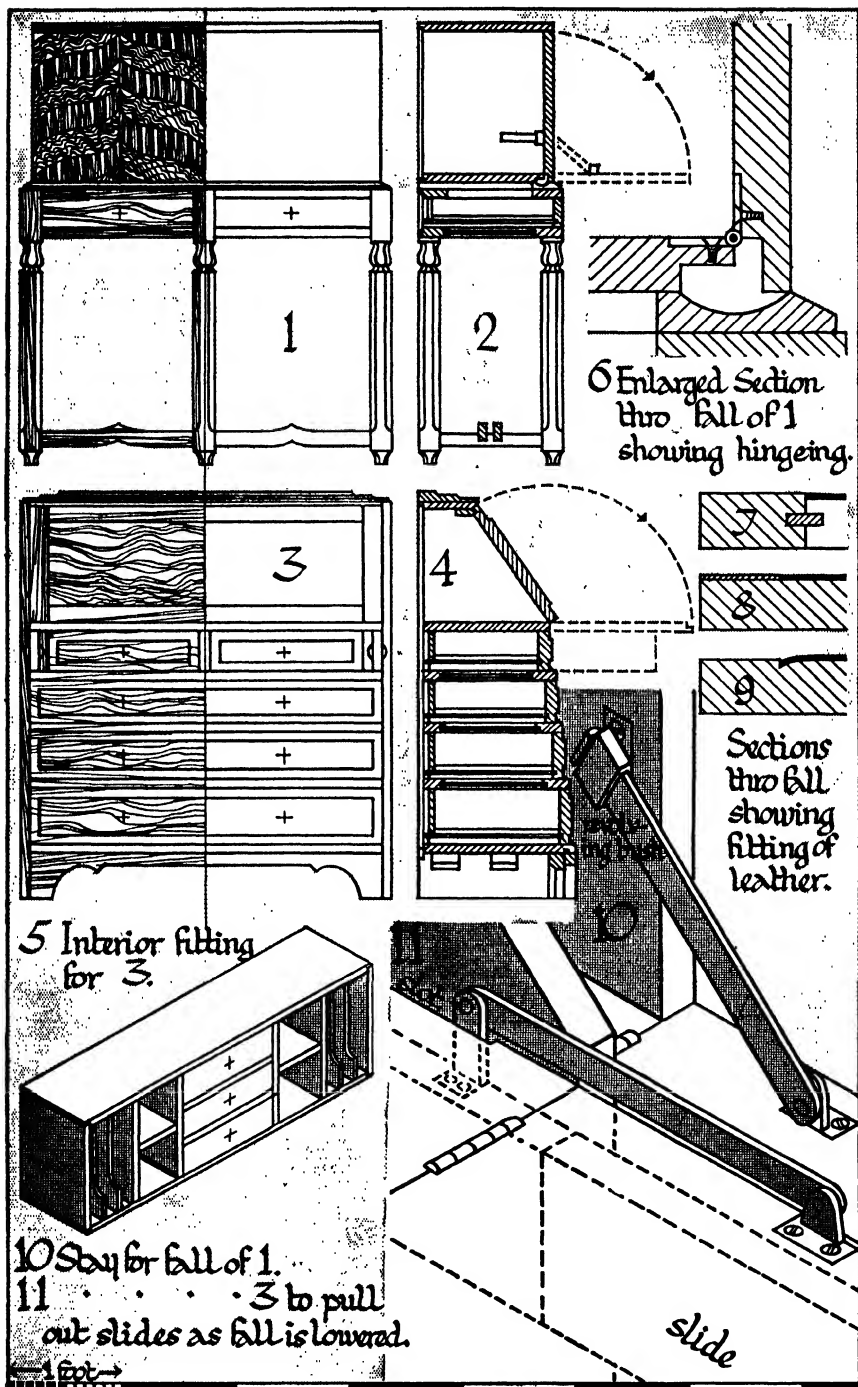 1
2
6 Enlarged Section
thro fall of 1
showing hingeing.
3
4
7
8
9
Sections
thro fall
showing
fitting of
leather.
10
5 Interior fitting
for 3.
11
slide
10 Stay for fall of 1.
11 . . . . . 3 to pull
out slides as fall is lowered.
1 foot